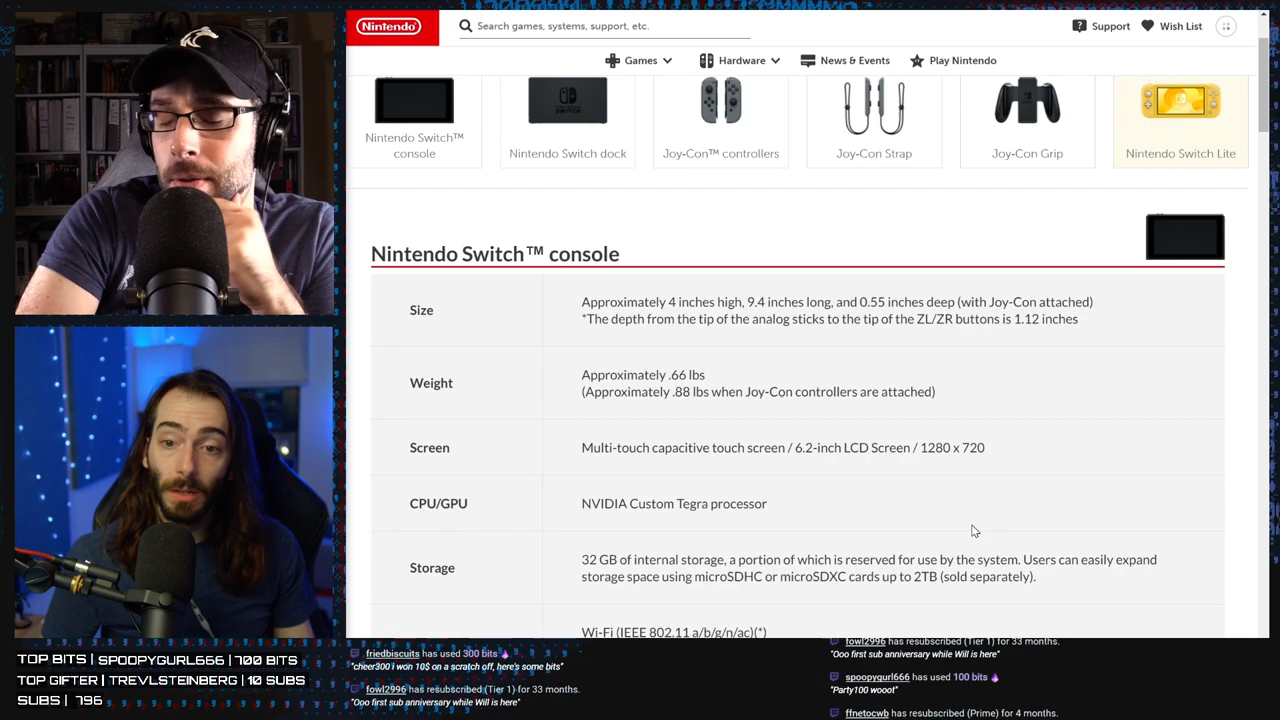 Nintendo
Search games, systems, support, etc.
Support
Wish List
Games
Hardware
News & Events
Play Nintendo
Nintendo Switch™
console
Nintendo Switch dock
Joy-Con™ controllers
Joy-Con Strap
Joy-Con Grip
Nintendo Switch Lite
Nintendo Switch™ console
Size
Approximately 4 inches high, 9.4 inches long, and 0.55 inches deep (with Joy-Con attached)
*The depth from the tip of the analog sticks to the tip of the ZL/ZR buttons is 1.12 inches
Weight
Approximately .66 lbs
(Approximately .88 lbs when Joy-Con controllers are attached)
Screen
Multi-touch capacitive touch screen / 6.2-inch LCD Screen / 1280 x 720
CPU/GPU
NVIDIA Custom Tegra processor
Storage
32 GB of internal storage, a portion of which is reserved for use by the system. Users can easily expand
storage space using microSDHC or microSDXC cards up to 2TB (sold separately).
Wi-Fi (IEEE 802.11 a/b/g/n/ac)(*)
TOP BITS | SPOOPYGURL666 | 700 BITS
TOP GIFTER | TREVLSTEINBERG | 10 SUBS
SUBS | 796
friedbiscuits has used 300 bits
"cheer300 i won 10$ on a scratch off, here's some bits"
fowl2996 has resubscribed (Tier 1) for 33 months.
"Ooo first sub anniversary while Will is here"
fowl2996 has resubscribed (Tier 1) for 33 months.
"Ooo first sub anniversary while Will is here"
spoopygurl666 has used 100 bits
"Party100 wooot"
ffnetocwb has resubscribed (Prime) for 4 months.